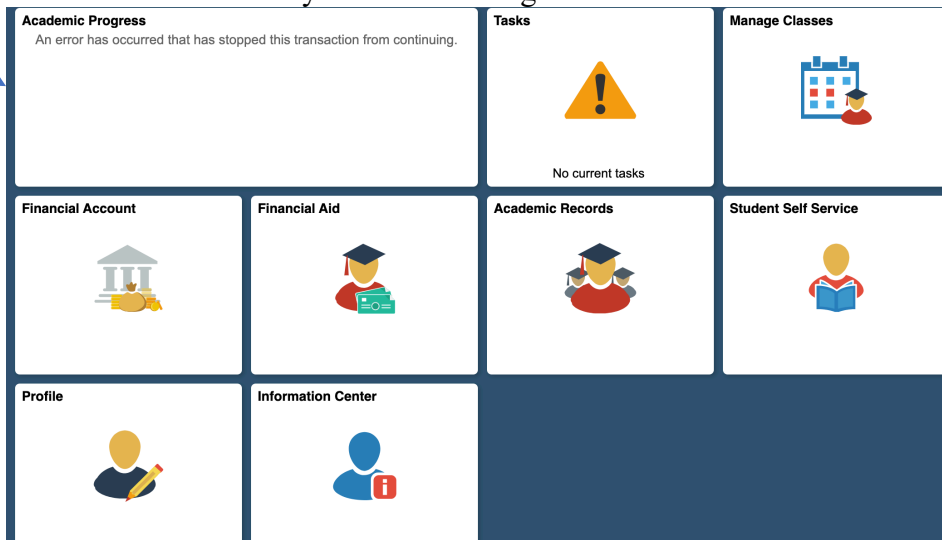 Academic Progress
An error has occurred that has stopped this transaction from continuing.
Tasks
No current tasks
Manage Classes
Financial Account
Financial Aid
Academic Records
Student Self Service
Profile
Information Center